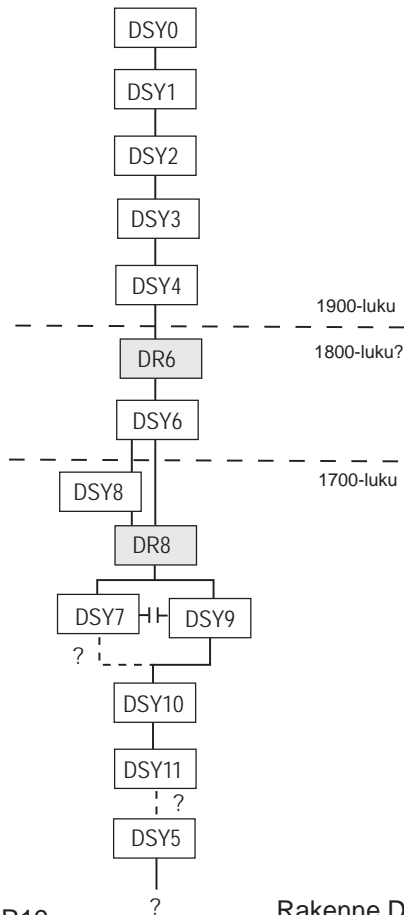 DSY0
DSY1
DSY2
DSY3
DSY4
1900-luku
DR6
1800-luku?
DSY6
1700-luku
DSY8
DR8
DSY7
DSY9
?
DSY10
DSY11
?
DSY5
?
Rakenne D